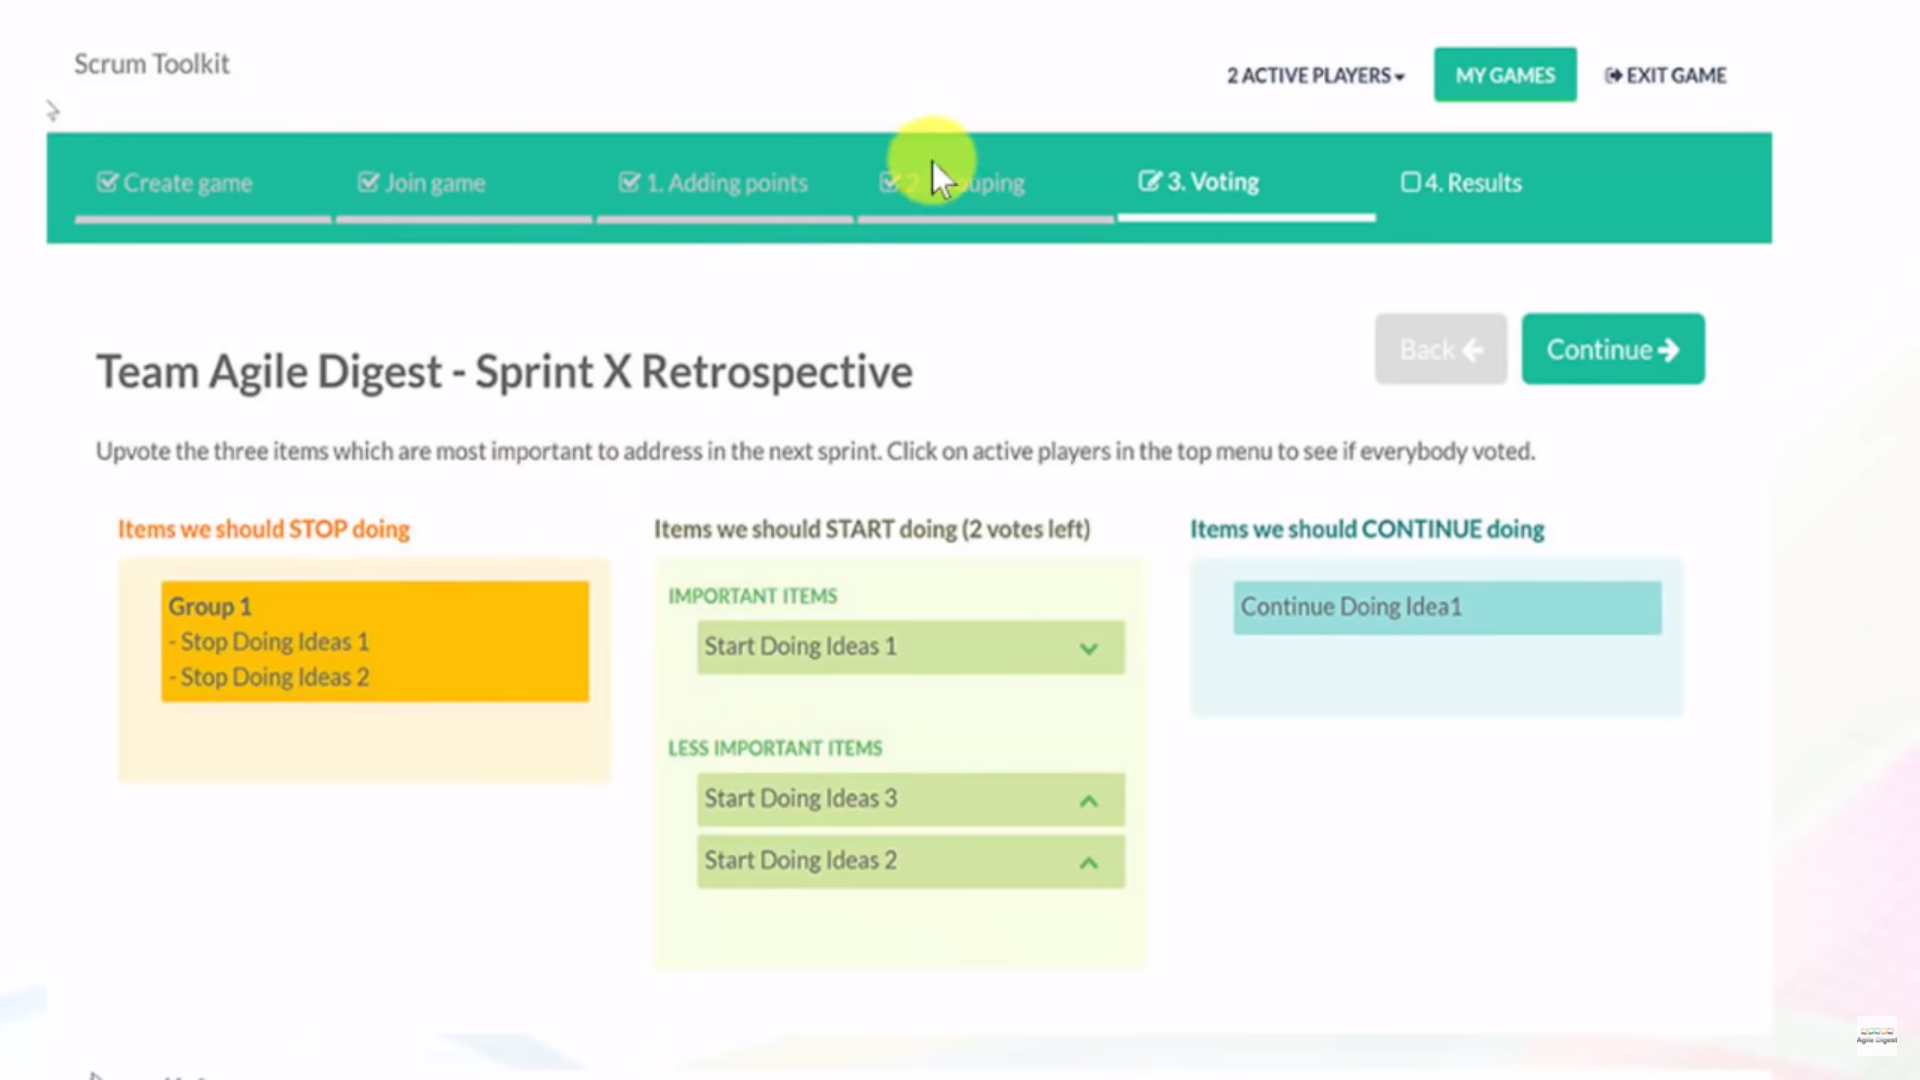 Scrum Toolkit
2 ACTIVE PLAYERS
MY GAMES
EXIT GAME
Create game
Join game
1. Adding points
2
3. Voting
4. Results
Back
Continue
Team Agile Digest - Sprint X Retrospective
Upvote the three items which are most important to address in the next sprint. Click on active players in the top menu to see if everybody voted.
Items we should STOP doing
Group 1
- Stop Doing Ideas 1
- Stop Doing Ideas 2
Items we should START doing (2 votes left)
IMPORTANT ITEMS
Start Doing Ideas 1
LESS IMPORTANT ITEMS
Start Doing Ideas 3
Start Doing Ideas 2
Items we should CONTINUE doing
Continue Doing Idea1
Agile Digest